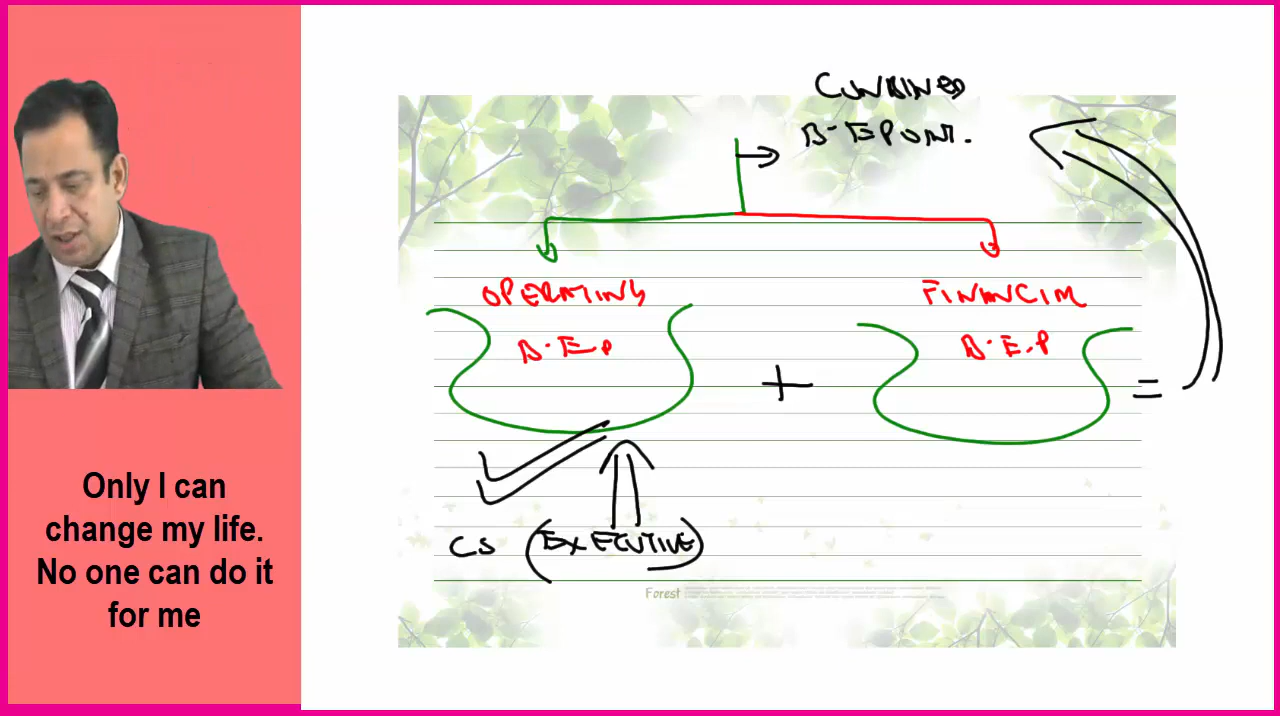 Only I can
change my life.
No one can do it
for me
COMBINED
B.E POINT.
OPERATING
B.E.P
FINANCIAL
B.E.P
+
=
CS (EXECUTIVE)
Forest